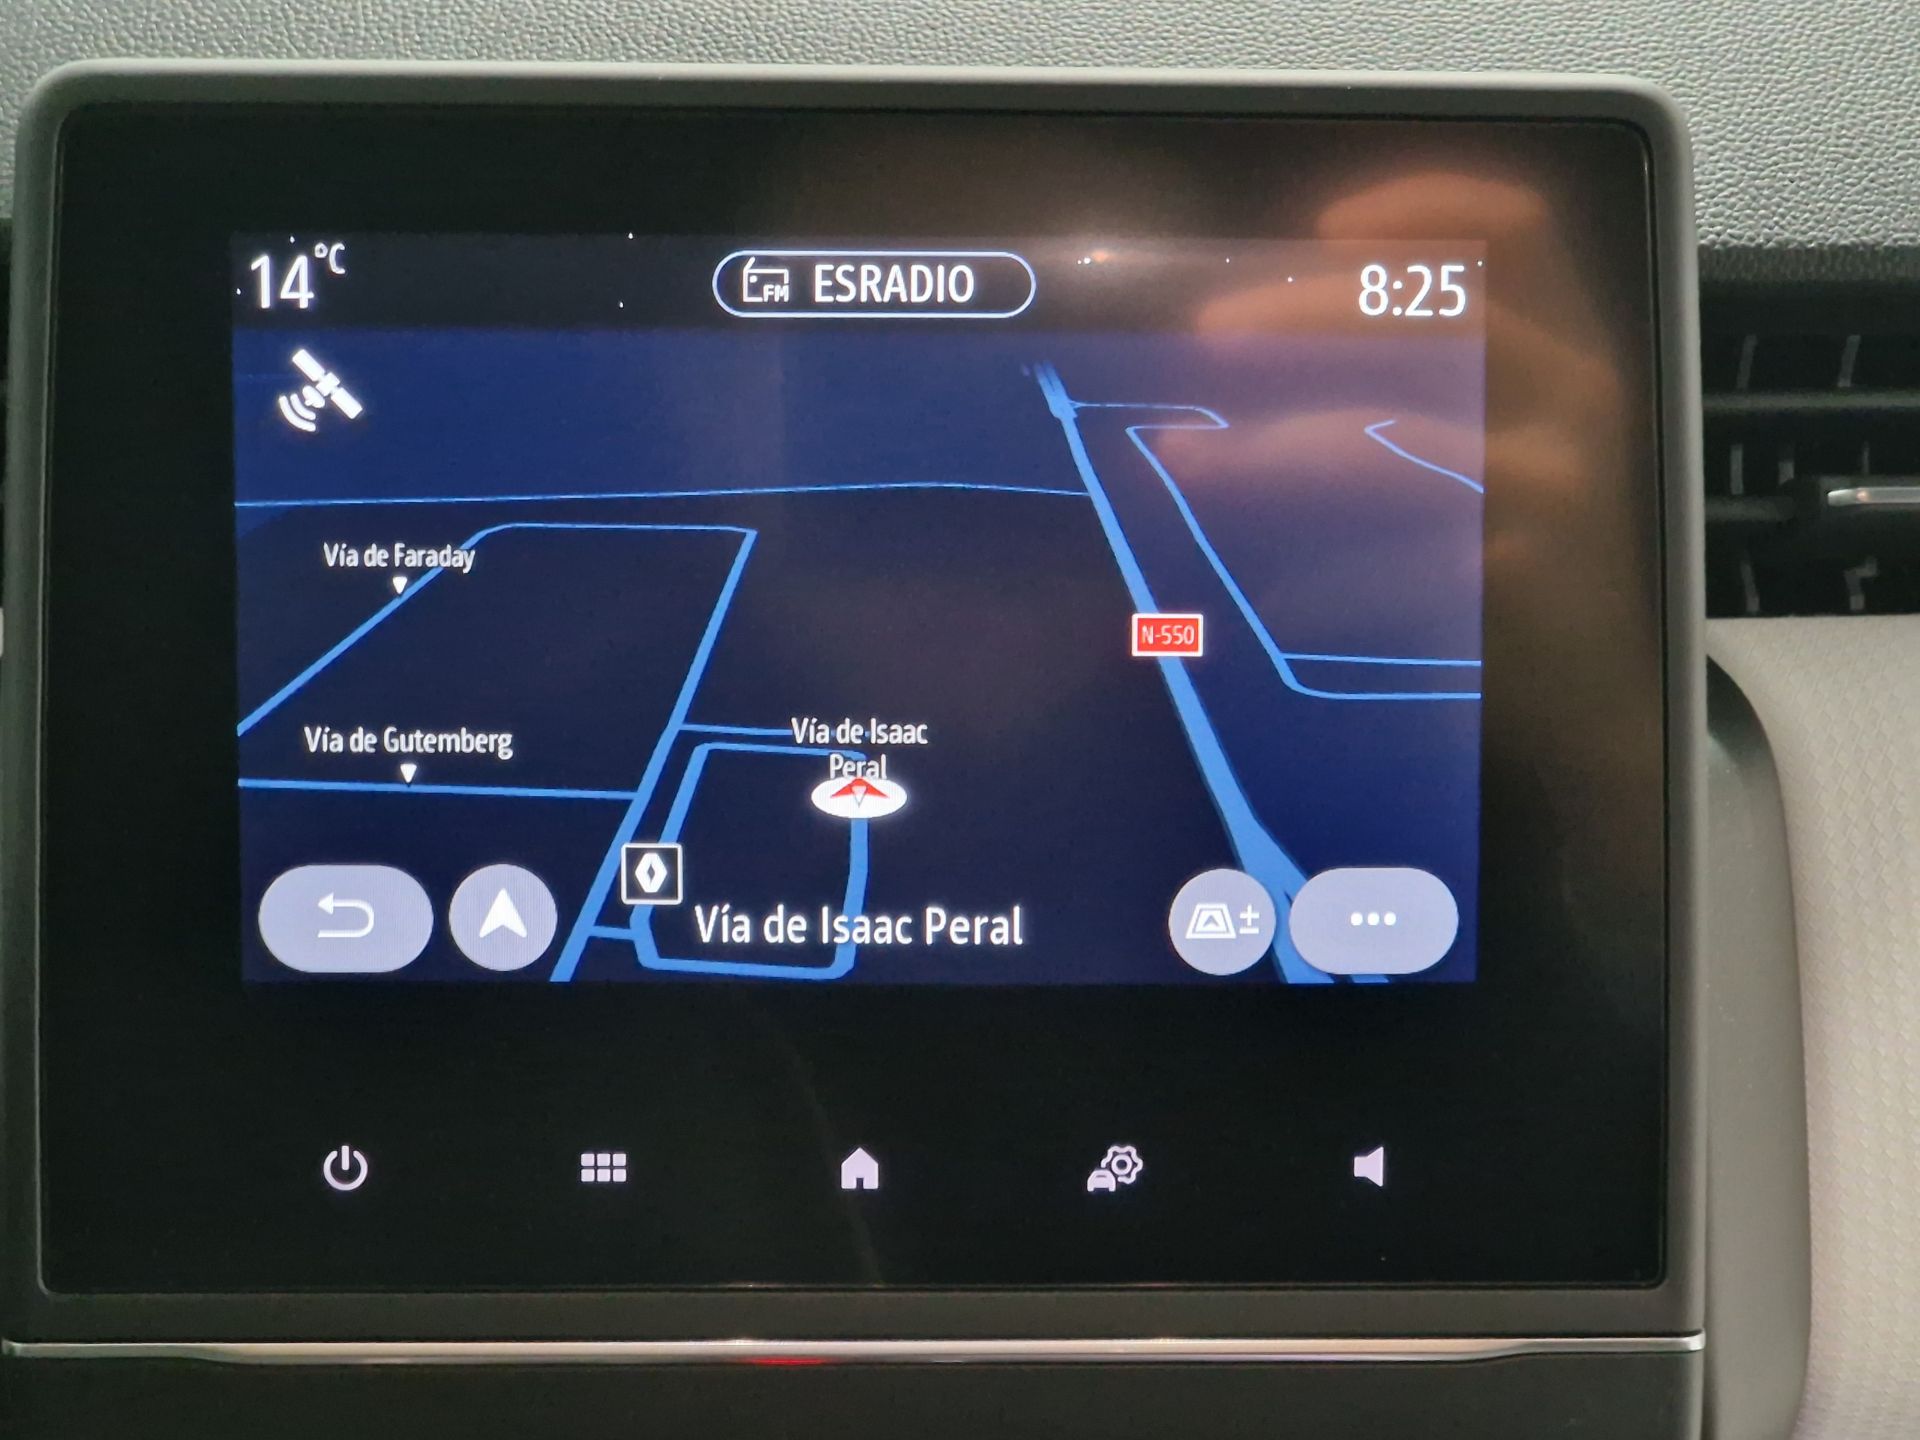 14°C
FM ESRADIO
8:25
Vía de Faraday
N-550
Vía de Isaac
Peral
Vía de Gutemberg
Vía de Isaac Peral